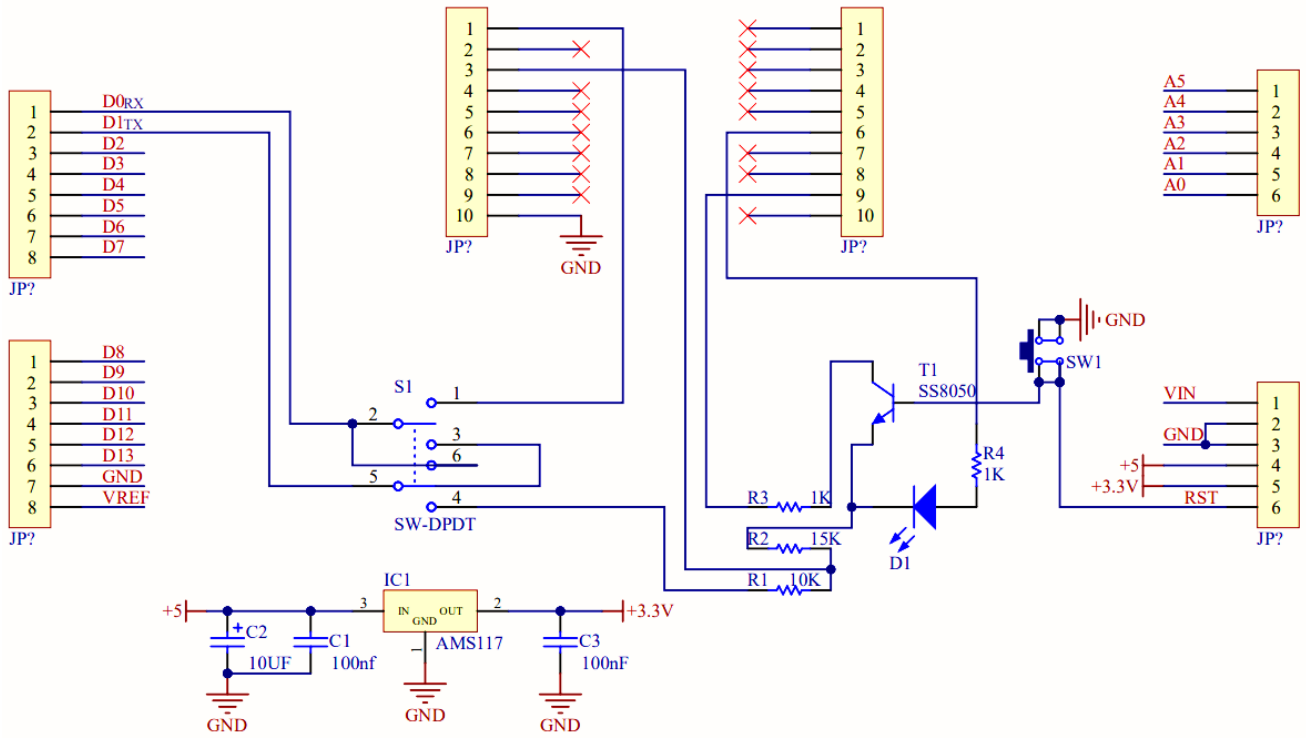 1
2
3
4
5
6
7
8
9
10
JP?
GND
1
2
3
4
5
6
7
8
9
10
JP?
1 D0RX
2 D1TX
3 D2
4 D3
5 D4
6 D5
7 D6
8 D7
JP?
A5 1
A4 2
A3 3
A2 4
A1 5
A0 6
JP?
1 D8
2 D9
3 D10
4 D11
5 D12
6 D13
7 GND
8 VREF
JP?
S1
1
2
3
6
5
4
SW-DPDT
T1
SS8050
GND
SW1
R4
1K
R3 1K
R2 15K
R1 10K
D1
VIN 1
2
GND 3
+5 4
+3.3V 5
RST 6
JP?
IC1
+5 3 IN OUT 2 +3.3V
GND
1
AMS117
+ C2
10UF
C1
100nf
C3
100nF
GND
GND
GND